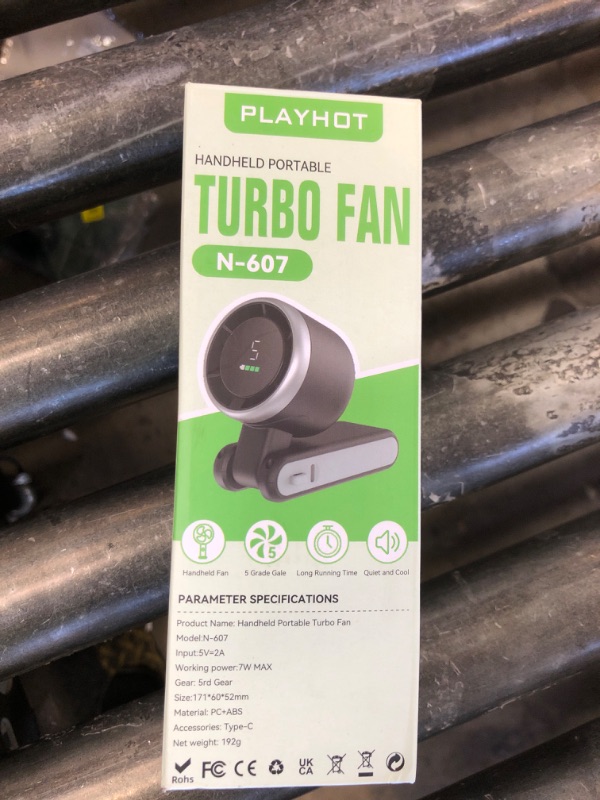 PLAYHOT
HANDHELD PORTABLE
TURBO FAN
N-607
5
Handheld Fan
5
5 Grade Gale
Long Running Time
Quiet and Cool
PARAMETER SPECIFICATIONS
Product Name: Handheld Portable Turbo Fan
Model:N-607
Input:5V=2A
Working power:7W MAX
Gear: 5rd Gear
Size:171*60*52mm
Material: PC+ABS
Accessories: Type-C
Net weight: 192g
Rohs FC CE UK CA